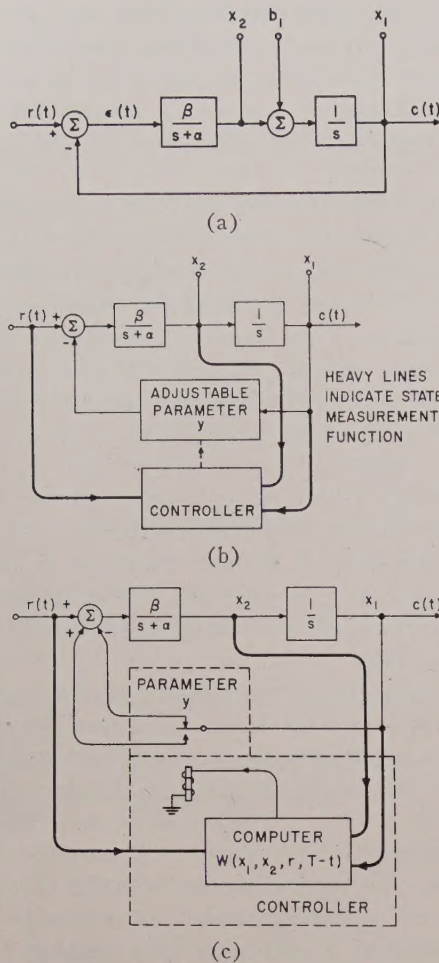 x₂ b₁ x₁
r(t) + Σ ϵ(t) β/(s+α) Σ 1/s c(t)
−
(a)
x₂ x₁
r(t) + Σ β/(s+α) 1/s c(t)
−
ADJUSTABLE
PARAMETER
y
CONTROLLER
HEAVY LINES
INDICATE STATE
MEASUREMENT
FUNCTION
(b)
r(t) + Σ β/(s+α) x₂ 1/s x₁ c(t)
+ −
PARAMETER
y
COMPUTER
W(x₁, x₂, r, T-t)
CONTROLLER
(c)